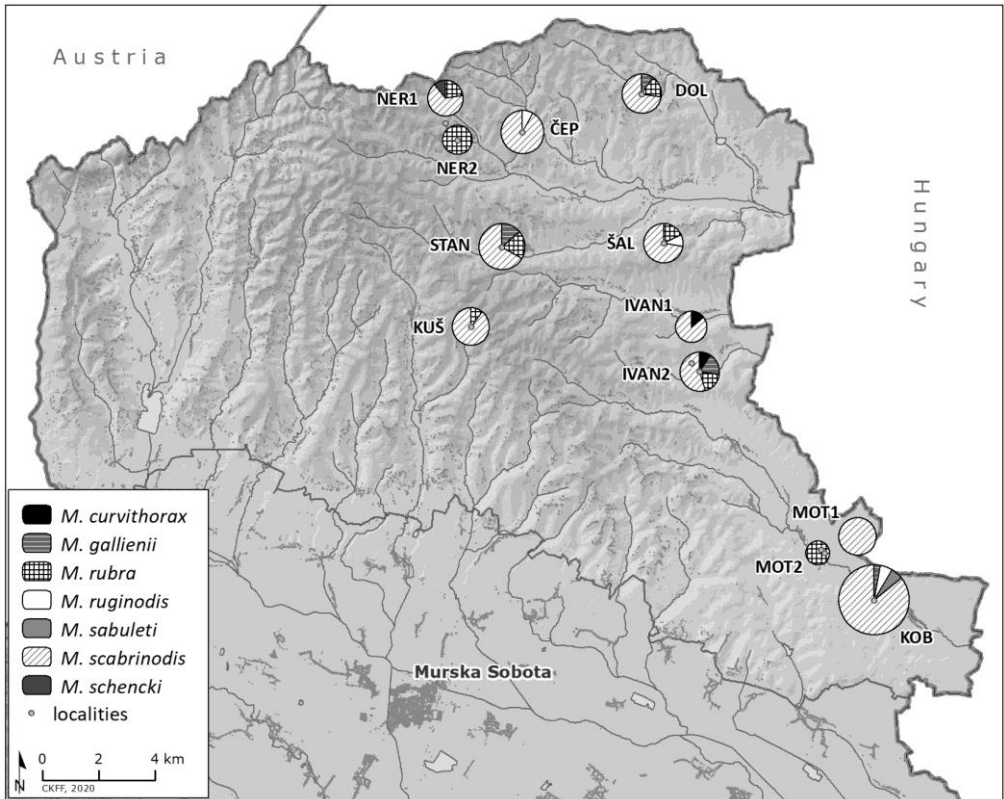 Austria
Hungary
NER1
DOL
ČEP
NER2
STAN
ŠAL
IVAN1
KUŠ
IVAN2
MOT1
MOT2
KOB
Murska Sobota
M. curvithorax
M. gallienii
M. rubra
M. ruginodis
M. sabuleti
M. scabrinodis
M. schencki
localities
0 2 4 km
N
CKFF, 2020